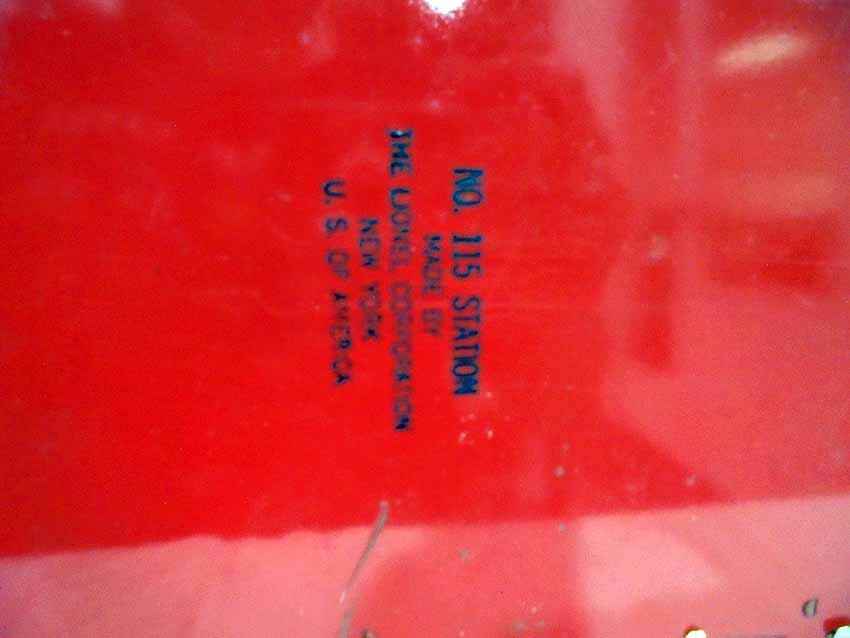 NO. 115 STATION
MADE BY
THE LIONEL CORPORATION
NEW YORK
U. S. OF AMERICA